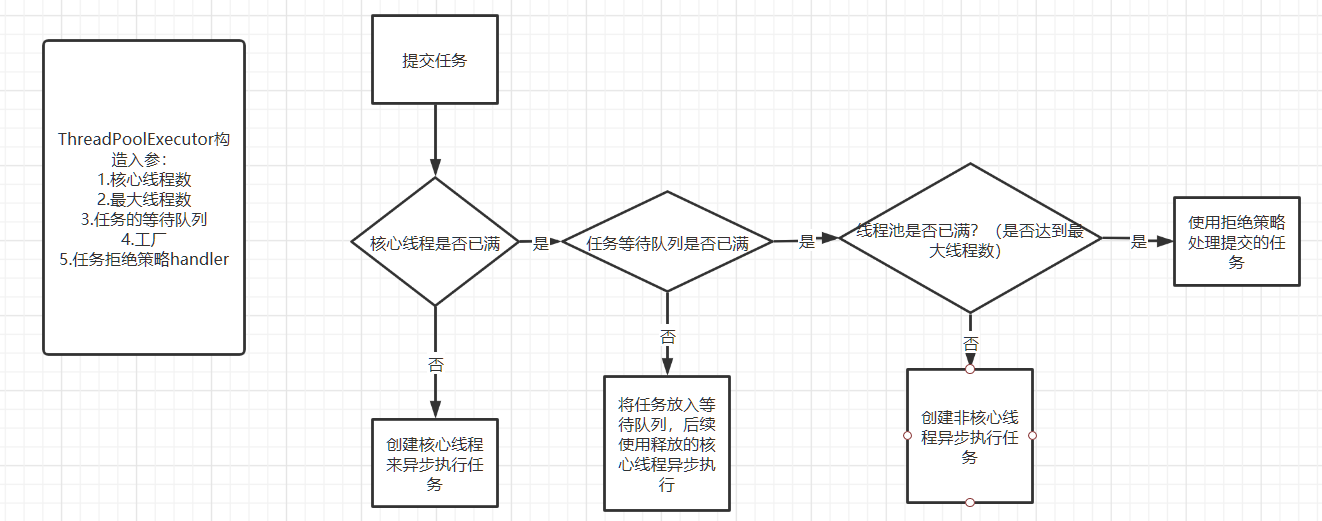 ThreadPoolExecutor构
造入参：
1.核心线程数
2.最大线程数
3.任务的等待队列
4.工厂
5.任务拒绝策略handler
提交任务
核心线程是否已满
是
任务等待队列是否已满
是
线程池是否已满？（是否达到最
大线程数）
是
使用拒绝策略
处理提交的任
务
否
创建核心线程
来异步执行任
务
否
将任务放入等
待队列，后续
使用释放的核
心线程异步执
行
否
创建非核心线
程异步执行任
务